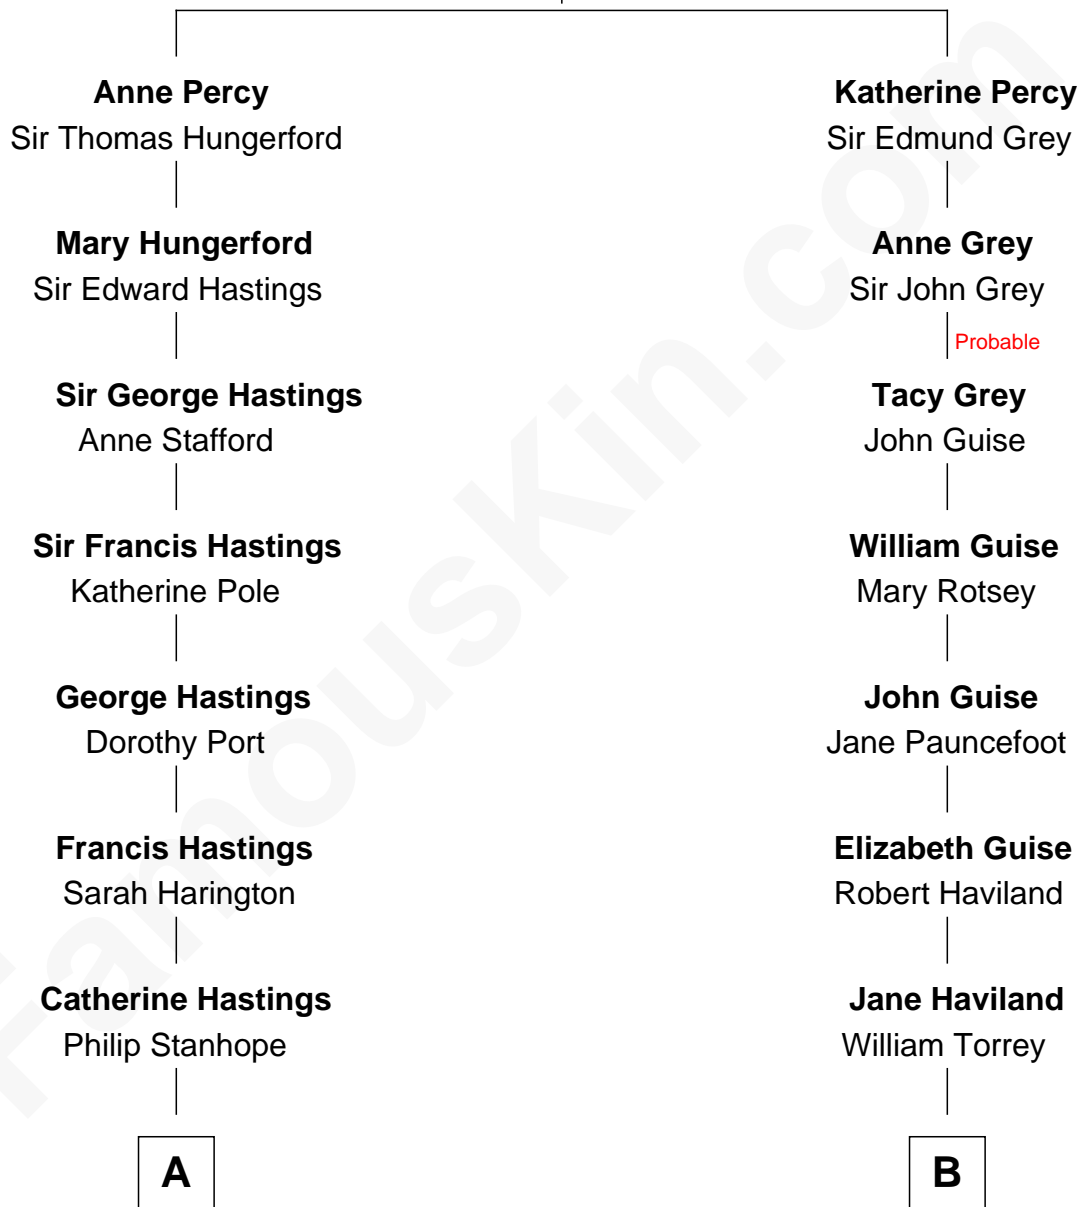 Anne Percy
Sir Thomas Hungerford
Mary Hungerford
Sir Edward Hastings
Sir George Hastings
Anne Stafford
Sir Francis Hastings
Katherine Pole
George Hastings
Dorothy Port
Francis Hastings
Sarah Harington
Catherine Hastings
Philip Stanhope
A
Katherine Percy
Sir Edmund Grey
Anne Grey
Sir John Grey
Probable
Tacy Grey
John Guise
William Guise
Mary Rotsey
John Guise
Jane Pauncefoot
Elizabeth Guise
Robert Haviland
Jane Haviland
William Torrey
B
FamousKin.com